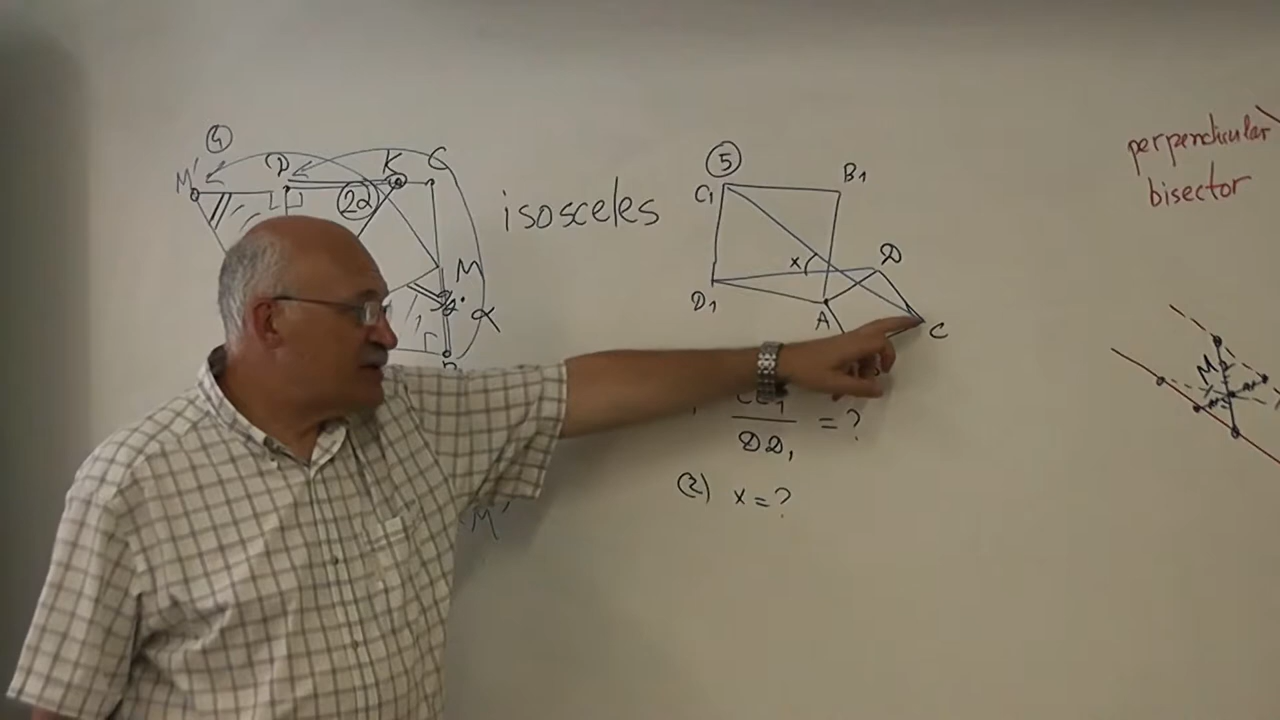 4
M' D K C
2α
M
α
M'
isosceles
5
C1 B1
x D
D1 A C
DD1 = ?
(2) x = ?
perpendicular
bisector
M